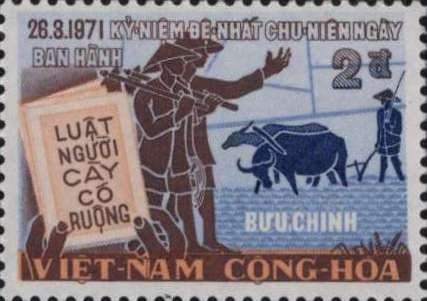 26.3.1971 KỶ·NIỆM ĐỆ·NHẤT CHU·NIÊN NGÀY
BAN HÀNH
2đ
LUẬT
NGƯỜI
CÀY
CÓ
RUỘNG
BƯU·CHÍNH
VIỆT-NAM CỘNG-HÒA